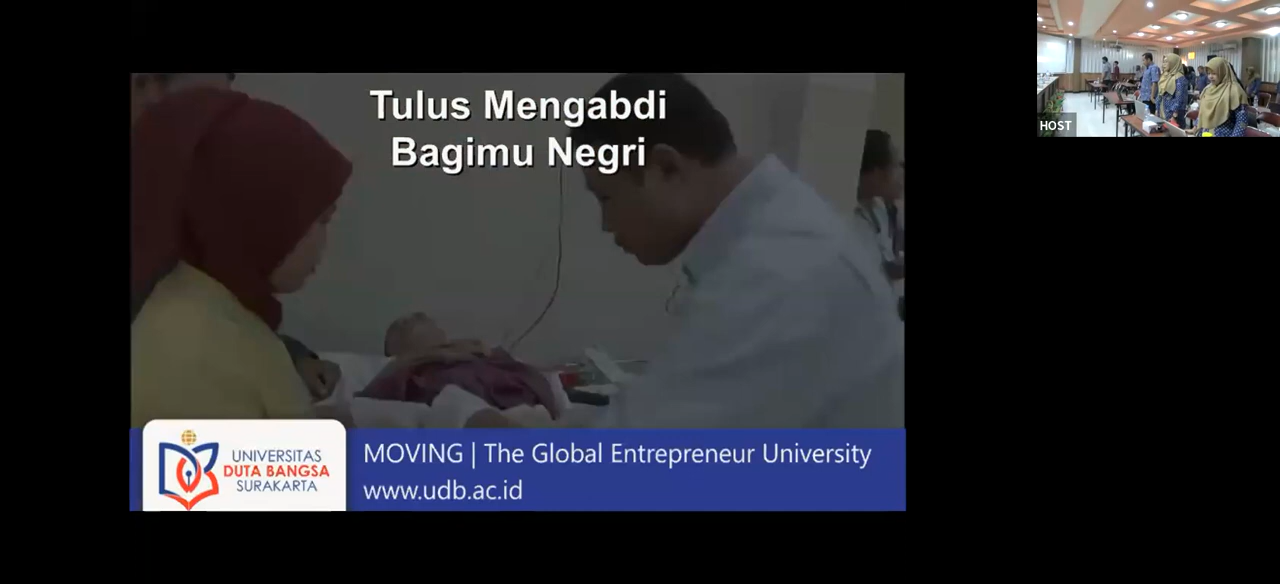 Tulus Mengabdi
Bagimu Negri
HOST
UNIVERSITAS
DUTA BANGSA
SURAKARTA
MOVING | The Global Entrepreneur University
www.udb.ac.id